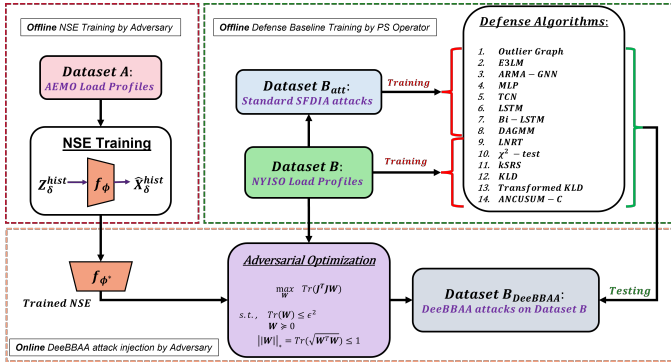 Offline NSE Training by Adversary
Dataset A:
AEMO Load Profiles
NSE Training
Z_δ^hist f_ϕ X̂_δ^hist
f_ϕ*
Trained NSE
Online DeeBBAA attack injection by Adversary
Offline Defense Baseline Training by PS Operator
Dataset B_att:
Standard SFDIA attacks
Training
Dataset B:
NYISO Load Profiles
Training
Defense Algorithms:
1. Outlier Graph
2. E3LM
3. ARMA − GNN
4. MLP
5. TCN
6. LSTM
7. Bi − LSTM
8. DAGMM
9. LNRT
10. χ² − test
11. kSRS
12. KLD
13. Transformed KLD
14. ANCUSUM − C
Adversarial Optimization
max_W Tr(JᵀJW)
s.t., Tr(W) ≤ ϵ²
W ≽ 0
||W||_* = Tr(√WᵀW) ≤ 1
Dataset B_DeeBBAA:
DeeBBAA attacks on Dataset B
Testing